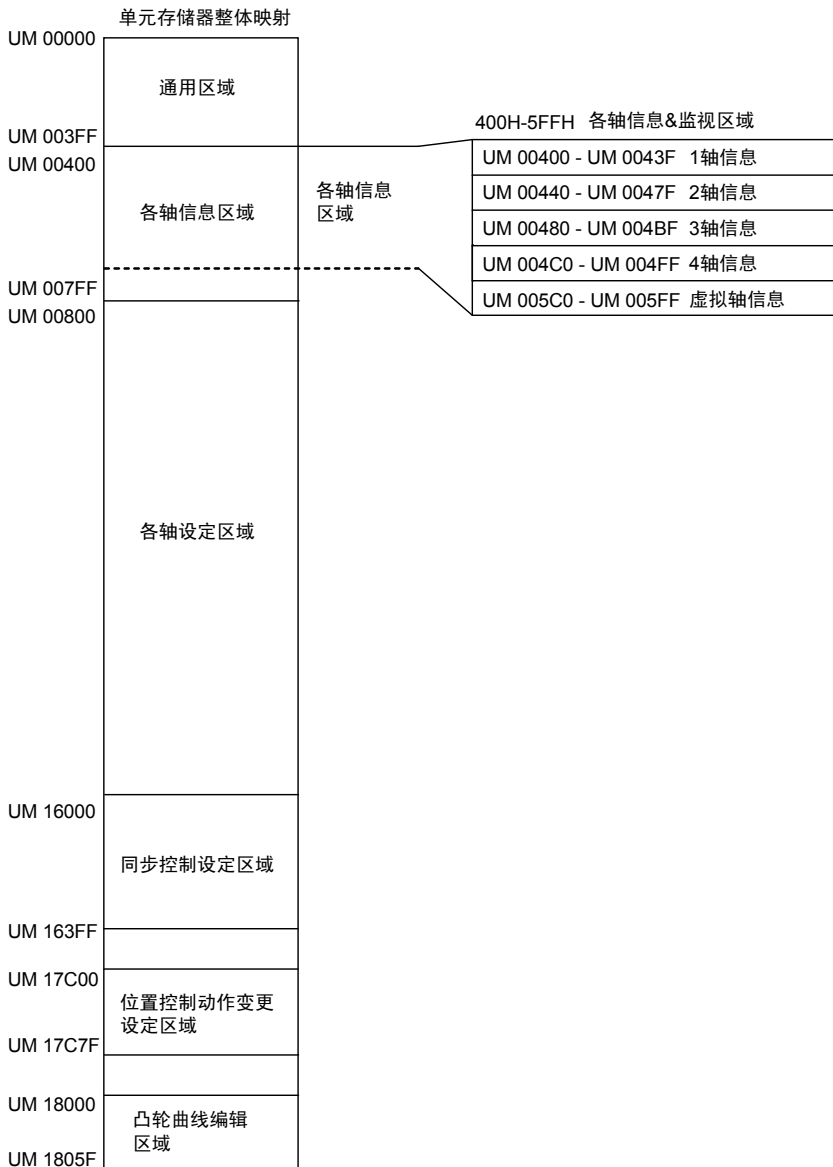 单元存储器整体映射
UM 00000
通用区域
UM 003FF
UM 00400
各轴信息区域
各轴信息
区域
400H-5FFH 各轴信息&监视区域
UM 00400 - UM 0043F 1轴信息
UM 00440 - UM 0047F 2轴信息
UM 00480 - UM 004BF 3轴信息
UM 004C0 - UM 004FF 4轴信息
UM 005C0 - UM 005FF 虚拟轴信息
UM 007FF
UM 00800
各轴设定区域
UM 16000
同步控制设定区域
UM 163FF
UM 17C00
位置控制动作变更
设定区域
UM 17C7F
UM 18000
凸轮曲线编辑
区域
UM 1805F